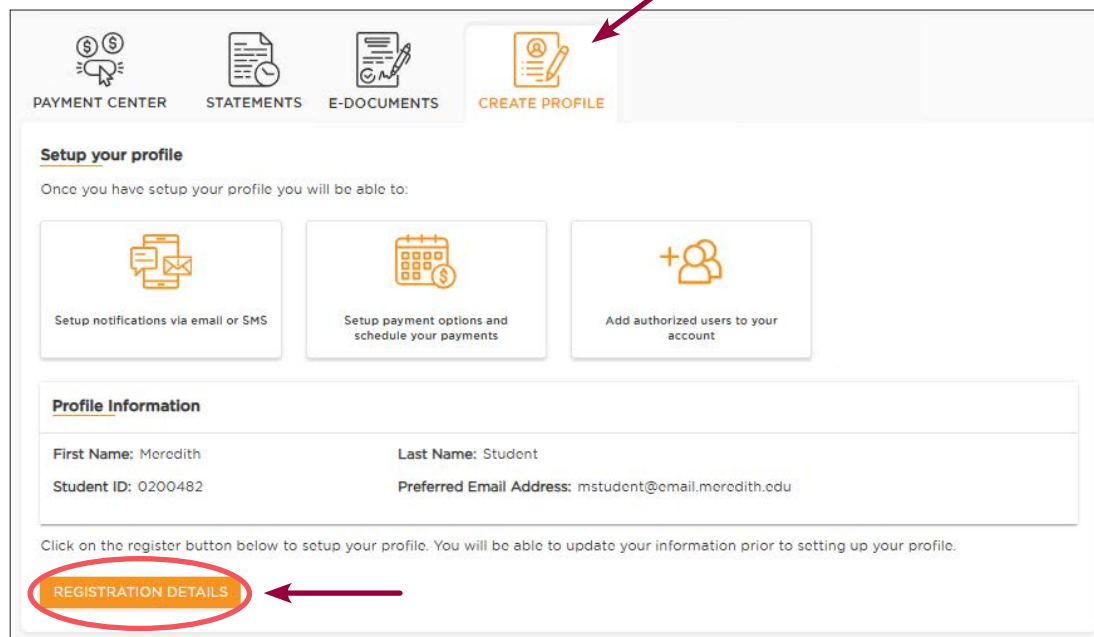 PAYMENT CENTER STATEMENTS E-DOCUMENTS CREATE PROFILE
Setup your profile
Once you have setup your profile you will be able to:
Setup notifications via email or SMS
Setup payment options and
schedule your payments
Add authorized users to your
account
Profile Information
First Name: Meredith Last Name: Student
Student ID: 0200482 Preferred Email Address: mstudent@email.meredith.edu
Click on the register button below to setup your profile. You will be able to update your information prior to setting up your profile.
REGISTRATION DETAILS